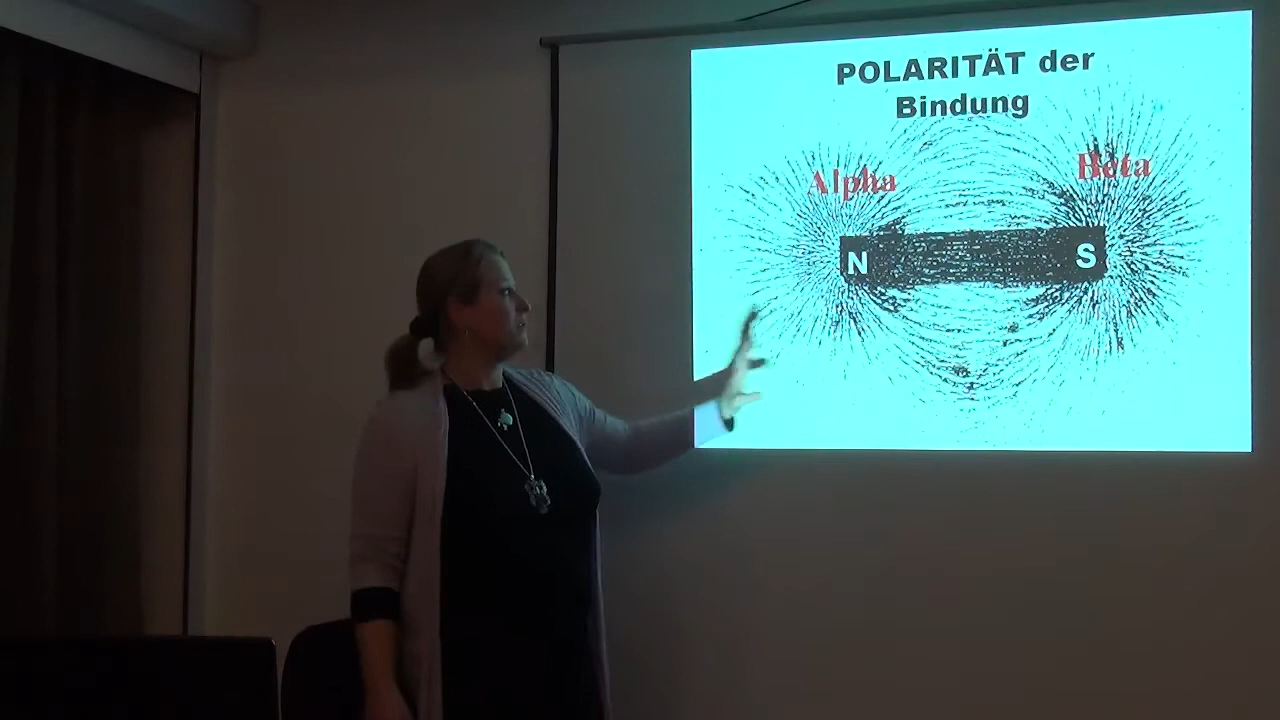 POLARITÄT der
Bindung
Alpha
Beta
N
S